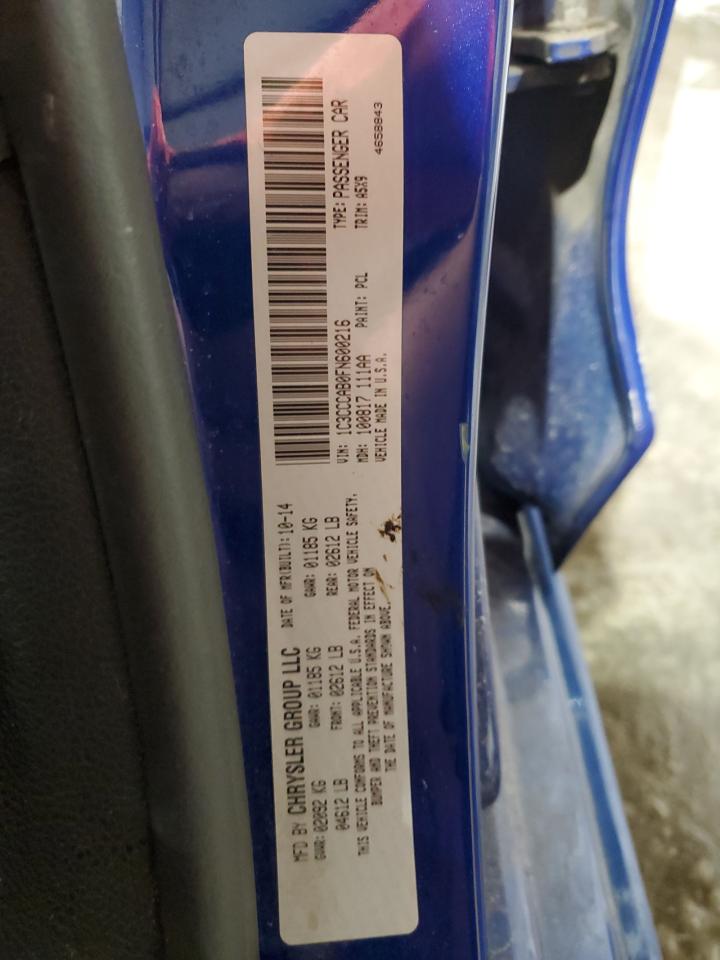 MFD BY CHRYSLER GROUP LLC DATE OF MFR(BUILT): 10-14
GVWR: 02092 KG GAWR: 01185 KG GAWR: 01185 KG
04612 LB FRONT: 02612 LB REAR: 02612 LB
THIS VEHICLE CONFORMS TO ALL APPLICABLE U.S.A. FEDERAL MOTOR VEHICLE SAFETY,
BUMPER AND THEFT PREVENTION STANDARDS IN EFFECT ON
THE DATE OF MANUFACTURE SHOWN ABOVE.
VIN: 1C3CCCAB0FN600216 TYPE: PASSENGER CAR
MDH: 100817 111AA PAINT: PCL TRIM: A5X9
VEHICLE MADE IN U.S.A. 4658843